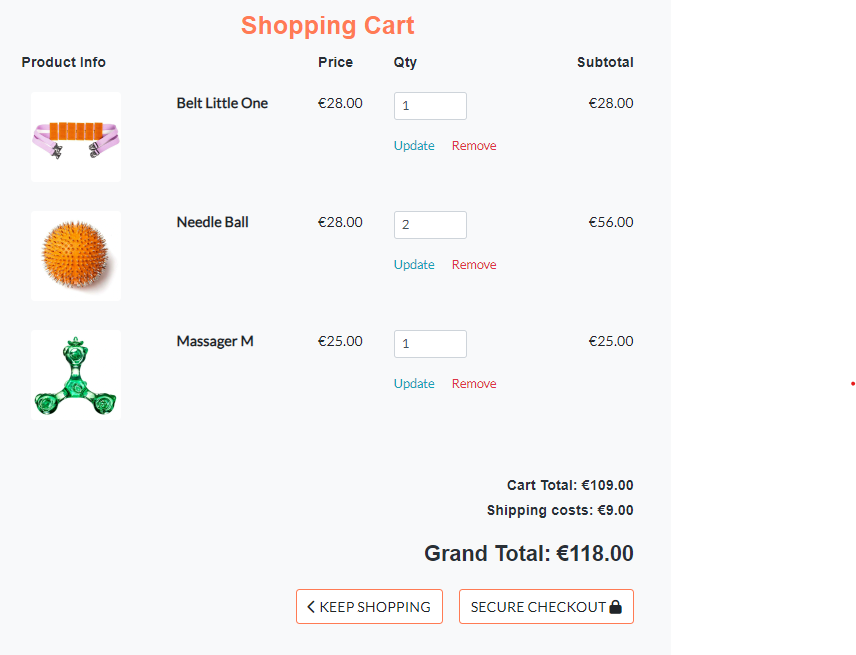 Shopping Cart
Product Info Price Qty Subtotal
Belt Little One €28.00 1 €28.00
Update Remove
Needle Ball €28.00 2 €56.00
Update Remove
Massager M €25.00 1 €25.00
Update Remove
Cart Total: €109.00
Shipping costs: €9.00
Grand Total: €118.00
KEEP SHOPPING SECURE CHECKOUT